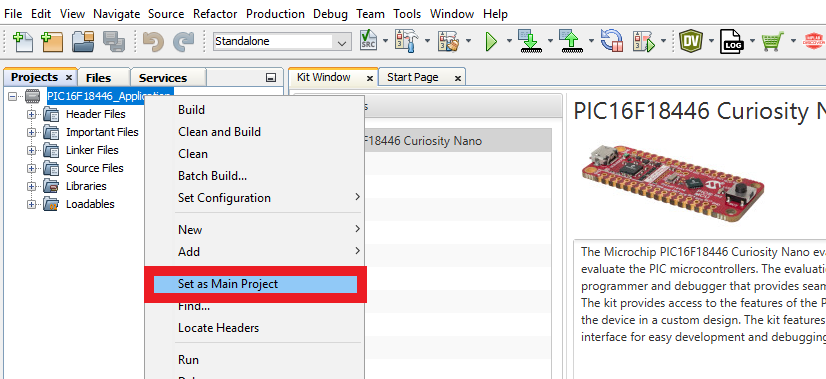 File Edit View Navigate Source Refactor Production Debug Team Tools Window Help
Standalone
SRC
DV
LOG
Projects Files Services
Kit Window Start Page
PIC16F18446_Application
Header Files
Important Files
Linker Files
Source Files
Libraries
Loadables
Build
Clean and Build
Clean
Batch Build...
Set Configuration
New
Add
Set as Main Project
Find...
Locate Headers
Run
F18446 Curiosity Nano
PIC16F18446 Curiosity N
The Microchip PIC16F18446 Curiosity Nano eva
evaluate the PIC microcontrollers. The evaluatio
programmer and debugger that provides seam
The kit provides access to the features of the P
the device in a custom design. The kit features
interface for easy development and debugging